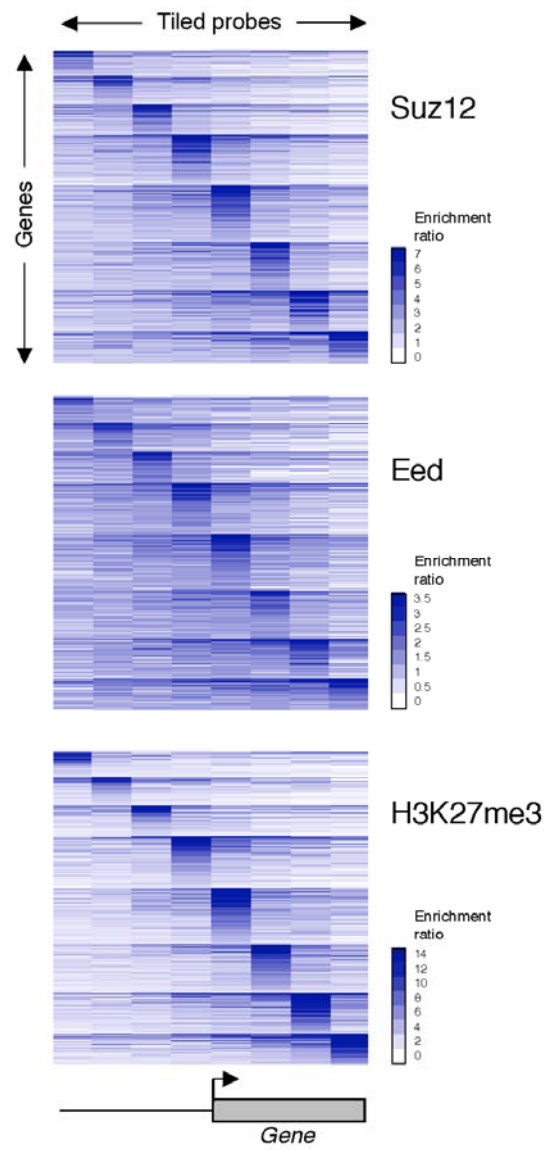 Tiled probes
Genes
Suz12
Enrichment
ratio
7
6
5
4
3
2
1
0
Eed
Enrichment
ratio
3.5
3
2.5
2
1.5
1
0.5
0
H3K27me3
Enrichment
ratio
14
12
10
8
6
4
2
0
Gene